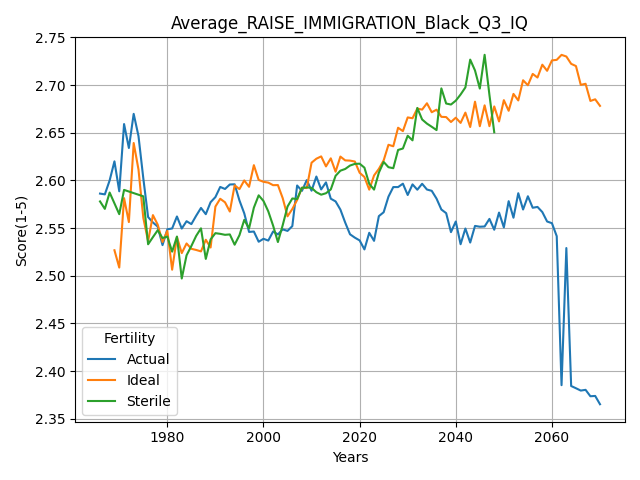 Average_RAISE_IMMIGRATION_Black_Q3_IQ
2.75
2.70
2.65
2.60
2.55
2.50
2.45
2.40
2.35
Score(1-5)
Fertility
Actual
Ideal
Sterile
1980
2000
2020
2040
2060
Years